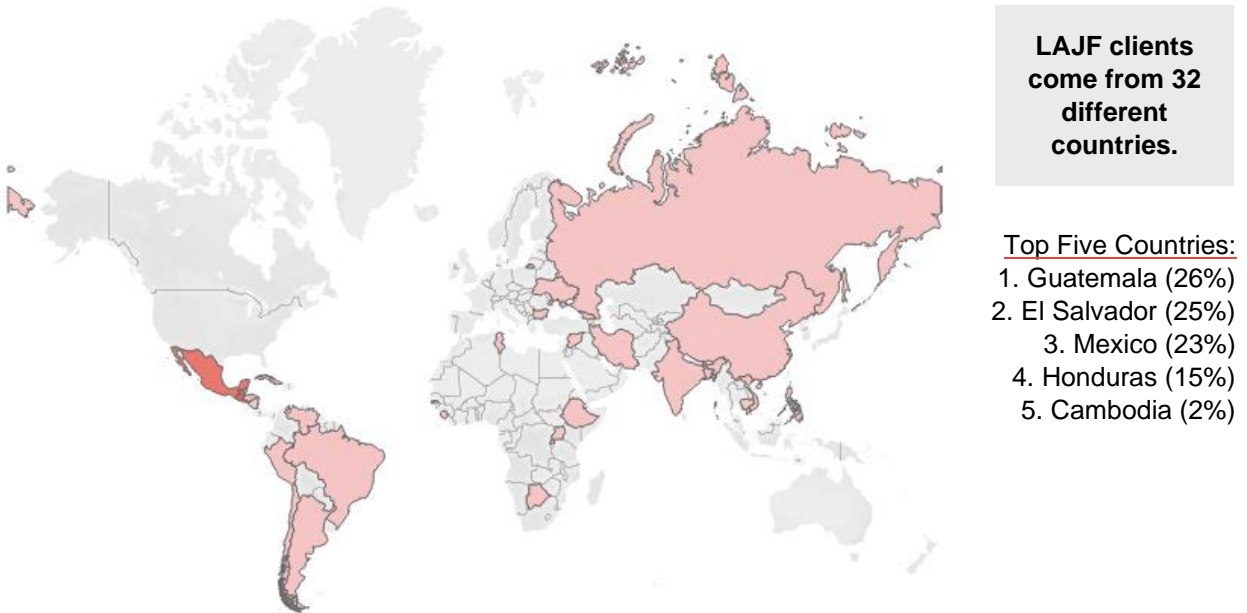 LAJF clients
come from 32
different
countries.
Top Five Countries:
1. Guatemala (26%)
2. El Salvador (25%)
3. Mexico (23%)
4. Honduras (15%)
5. Cambodia (2%)